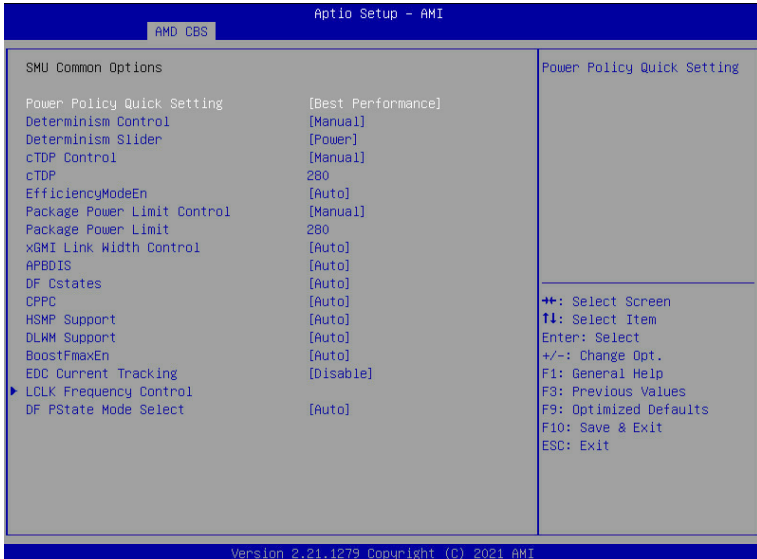 Aptio Setup - AMI
AMD CBS
SMU Common Options
Power Policy Quick Setting [Best Performance]
Determinism Control [Manual]
Determinism Slider [Power]
cTDP Control [Manual]
cTDP 280
EfficiencyModeEn [Auto]
Package Power Limit Control [Manual]
Package Power Limit 280
xGMI Link Width Control [Auto]
APBDIS [Auto]
DF Cstates [Auto]
CPPC [Auto]
HSMP Support [Auto]
DLWM Support [Auto]
BoostFmaxEn [Auto]
EDC Current Tracking [Disable]
LCLK Frequency Control
DF PState Mode Select [Auto]
Power Policy Quick Setting
→←: Select Screen
↑↓: Select Item
Enter: Select
+/-: Change Opt.
F1: General Help
F3: Previous Values
F9: Optimized Defaults
F10: Save & Exit
ESC: Exit
Version 2.21.1279 Copyright (C) 2021 AMI